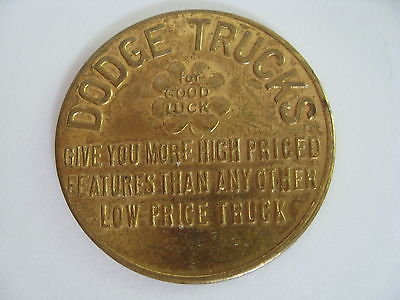 DODGE TRUCKS
for
GOOD
LUCK
GIVE YOU MORE HIGH PRICED
FEATURES THAN ANY OTHER
LOW-PRICE TRUCK